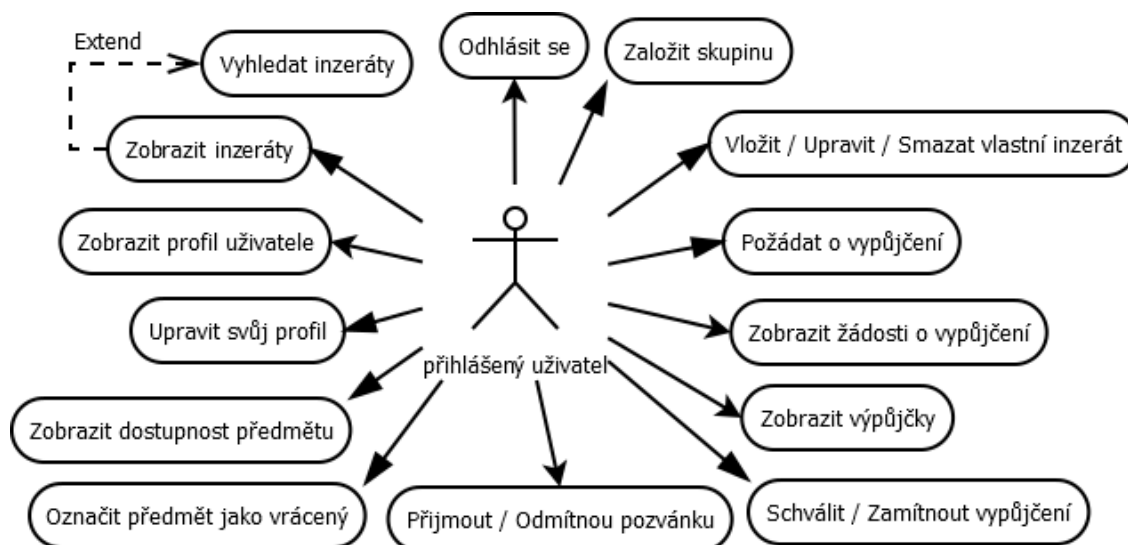 Extend
Vyhledat inzeráty
Odhlásit se
Založit skupinu
Zobrazit inzeráty
Vložit / Upravit / Smazat vlastní inzerát
Zobrazit profil uživatele
Požádat o vypůjčení
Upravit svůj profil
Zobrazit žádosti o vypůjčení
přihlášený uživatel
Zobrazit dostupnost předmětu
Zobrazit výpůjčky
Označit předmět jako vrácený
Přijmout / Odmítnou pozvánku
Schválit / Zamítnout vypůjčení